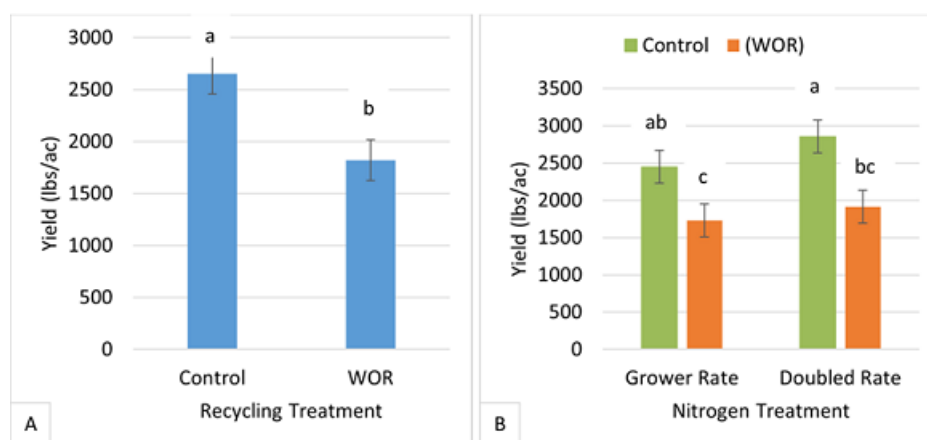 3000
2500
2000
1500
1000
500
0
Yield (lbs/ac)
a
b
Control WOR
Recycling Treatment
A
Control (WOR)
3500
3000
2500
2000
1500
1000
500
0
Yield (lbs/ac)
ab
c
a
bc
Grower Rate Doubled Rate
Nitrogen Treatment
B